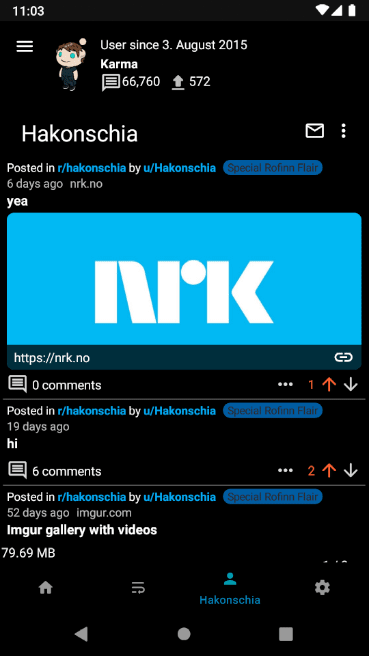 11:03
User since 3. August 2015
Karma
66,760 572
Hakonschia
Posted in r/hakonschia by u/Hakonschia Special Rofinn Flair
6 days ago nrk.no
yea
nrk
https://nrk.no
0 comments 1
Posted in r/hakonschia by u/Hakonschia Special Rofinn Flair
19 days ago
hi
6 comments 2
Posted in r/hakonschia by u/Hakonschia Special Rofinn Flair
52 days ago imgur.com
Imgur gallery with videos
79.69 MB
Hakonschia